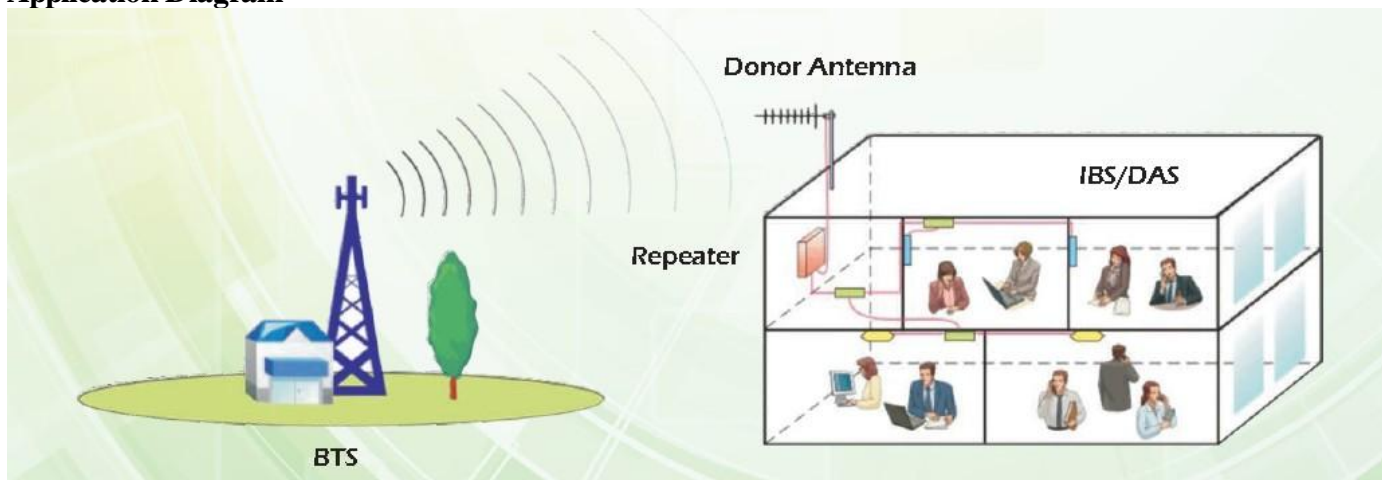 Application Diagram
Donor Antenna
IBS/DAS
Repeater
BTS